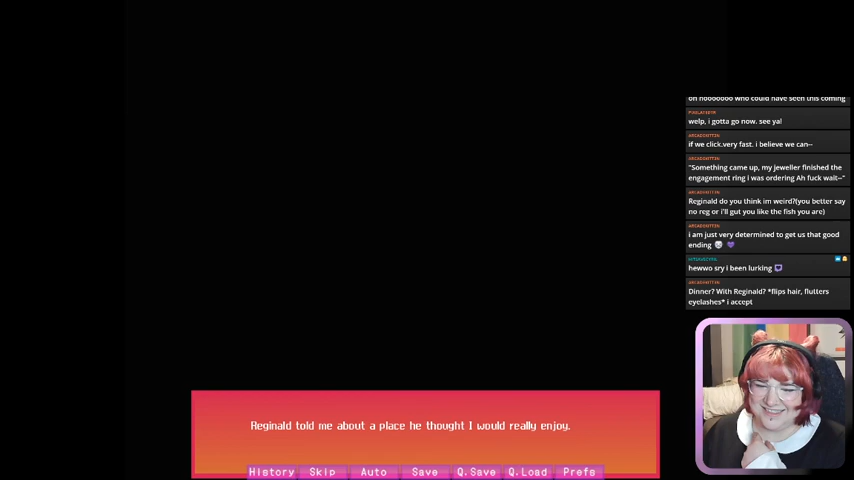 oh nooooooo who could have seen this coming
welp, i gotta go now. see ya!
if we click.very fast. i believe we can--
"Something came up, my jeweller finished the
engagement ring i was ordering Ah fuck wait--"
Reginald do you think im weird?(you better say
no reg or i'll gut you like the fish you are)
i am just very determined to get us that good
ending
hewwo sry i been lurking
Dinner? With Reginald? *flips hair, flutters
eyelashes* i accept
Reginald told me about a place he thought I would really enjoy.
History Skip Auto Save Q.Save Q.Load Prefs